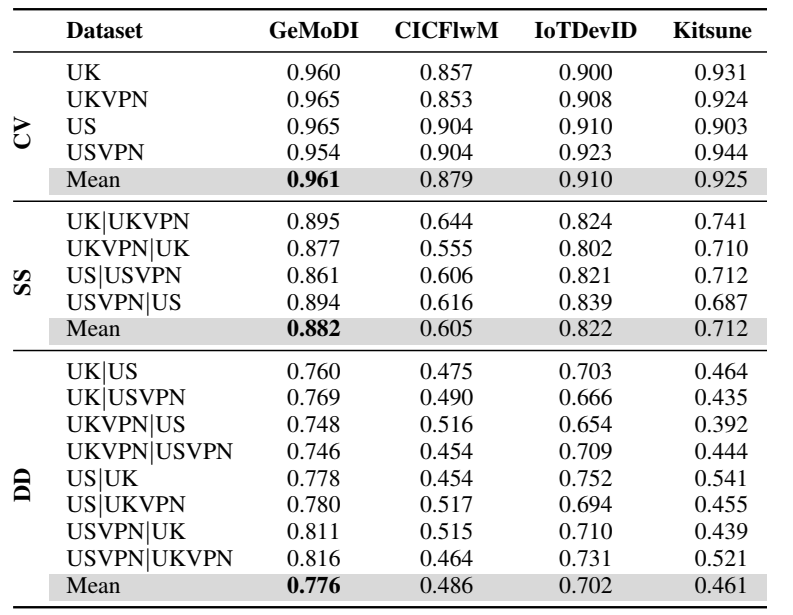 Dataset GeMoDI CICFlwM IoTDevID Kitsune
CV
UK 0.960 0.857 0.900 0.931
UKVPN 0.965 0.853 0.908 0.924
US 0.965 0.904 0.910 0.903
USVPN 0.954 0.904 0.923 0.944
Mean 0.961 0.879 0.910 0.925
SS
UK|UKVPN 0.895 0.644 0.824 0.741
UKVPN|UK 0.877 0.555 0.802 0.710
US|USVPN 0.861 0.606 0.821 0.712
USVPN|US 0.894 0.616 0.839 0.687
Mean 0.882 0.605 0.822 0.712
DD
UK|US 0.760 0.475 0.703 0.464
UK|USVPN 0.769 0.490 0.666 0.435
UKVPN|US 0.748 0.516 0.654 0.392
UKVPN|USVPN 0.746 0.454 0.709 0.444
US|UK 0.778 0.454 0.752 0.541
US|UKVPN 0.780 0.517 0.694 0.455
USVPN|UK 0.811 0.515 0.710 0.439
USVPN|UKVPN 0.816 0.464 0.731 0.521
Mean 0.776 0.486 0.702 0.461